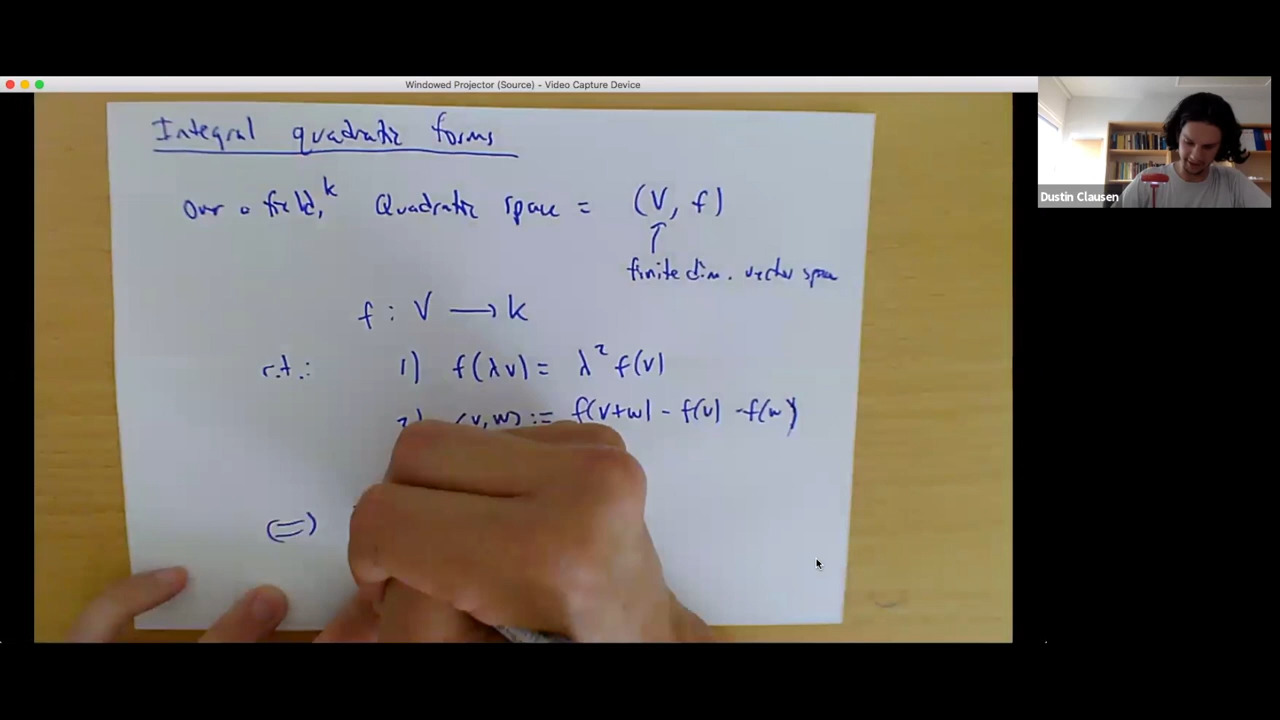 Windowed Projector (Source) - Video Capture Device
Integral quadratic forms
Over a field, k Quadratic space = (V, f)
↑
finite dim. vector space
f : V ⟶ k
s.t.: 1) f(λv) = λ² f(v)
2) (v,w) := f(v+w) - f(v) - f(w)
⟺
Dustin Clausen